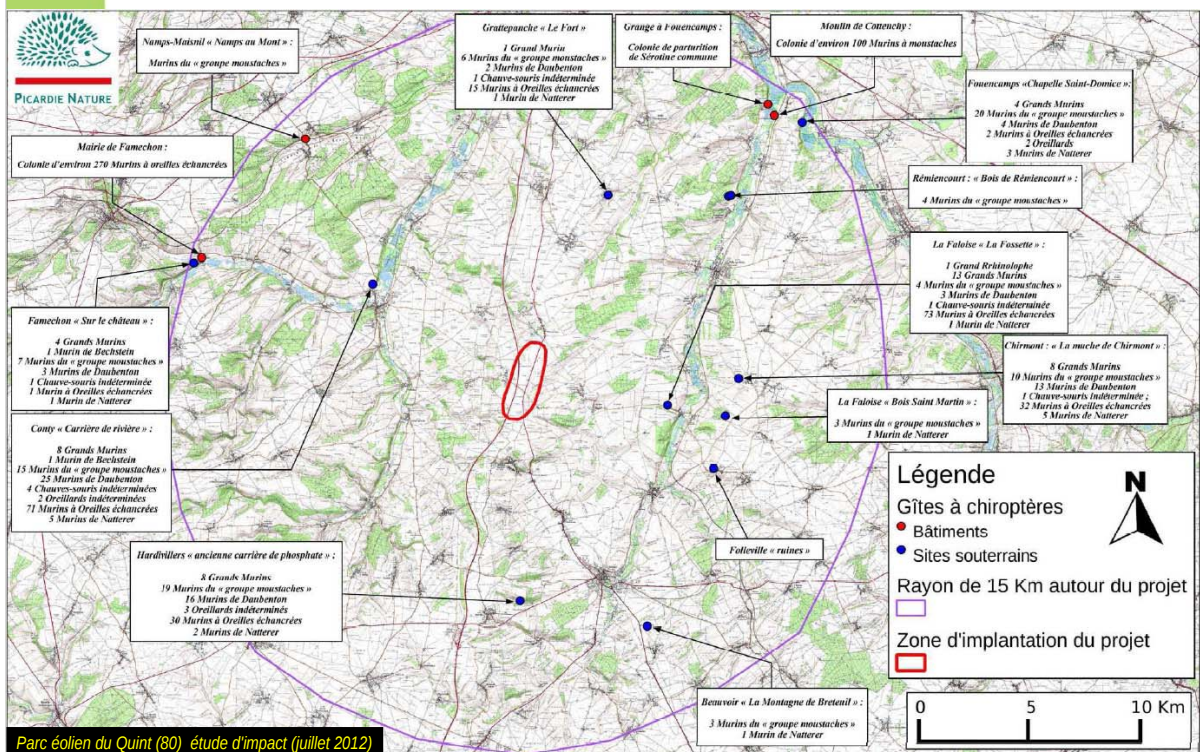 PICARDIE NATURE
Namps-Maisnil « Namps au Mont » :
Murins du « groupe moustaches »
Grattepanche « Le Fort » :
1 Grand Murin
6 Murins du « groupe moustaches »
2 Murins de Daubenton
1 Chauve-souris indéterminée
15 Murins à Oreilles échancrées
1 Murin de Natterer
Grange à Fouencamps :
Colonie de parturition
de Sérotine commune
Moulin de Cottenchy :
Colonie d'environ 100 Murins à moustaches
Fouencamps «Chapelle Saint-Domice»:
4 Grands Murins
20 Murins du « groupe moustaches »
4 Murins de Daubenton
2 Murins à Oreilles échancrées
2 Oreillards
3 Murins de Natterer
Mairie de Famechon :
Colonie d'environ 270 Murins à oreilles échancrées
Rémiencourt : « Bois de Rémiencourt » :
4 Murins du « groupe moustaches »
La Faloise « La Fossette » :
1 Grand Rrhinolophe
13 Grands Murins
4 Murins du « groupe moustaches »
3 Murins de Daubenton
1 Chauve-souris indéterminée
73 Murins à Oreilles échancrées
1 Murin de Natterer
Famechon « Sur le château » :
4 Grands Murins
1 Murin de Bechstein
7 Murins du « groupe moustaches »
3 Murins de Daubenton
1 Chauve-souris indéterminée
1 Murin à Oreilles échancrées
1 Murin de Natterer
Chirmont : « La muche de Chirmont » :
8 Grands Murins
10 Murins du « groupe moustaches »
13 Murins de Daubenton
1 Chauve-souris indéterminée ;
32 Murins à Oreilles échancrées
5 Murins de Natterer
La Faloise « Bois Saint Martin » :
3 Murins du « groupe moustaches »
1 Murin de Natterer
Conty « Carrière de rivière » :
8 Grands Murins
1 Murin de Bechstein
15 Murins du « groupe moustaches »
25 Murins de Daubenton
4 Chauves-souris indéterminées
2 Oreillards indéterminées
71 Murins à Oreilles échancrées
5 Murins de Natterer
Folleville « ruines »
Hardivillers « ancienne carrière de phosphate » :
8 Grands Murins
19 Murins du « groupe moustaches »
16 Murins de Daubenton
3 Oreillards indéterminés
30 Murins à Oreilles échancrées
2 Murins de Natterer
Beauvoir « La Montagne de Breteuil » :
3 Murins du « groupe moustaches »
1 Murin de Natterer
Légende
N
Gîtes à chiroptères
Bâtiments
Sites souterrains
Rayon de 15 Km autour du projet
Zone d'implantation du projet
0 5 10 Km
Parc éolien du Quint (80) étude d'impact (juillet 2012)